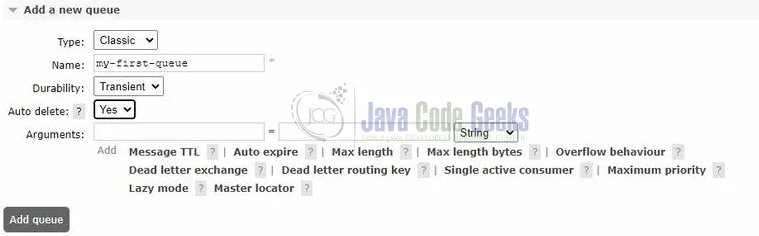 Add a new queue
Type: Classic
Name: my-first-queue *
Durability: Transient
Auto delete: ? Yes
Arguments: = String
Add Message TTL ? | Auto expire ? | Max length ? | Max length bytes ? | Overflow behaviour ?
Dead letter exchange ? | Dead letter routing key ? | Single active consumer ? | Maximum priority ?
Lazy mode ? Master locator ?
Add queue
JCG Java Code Geeks